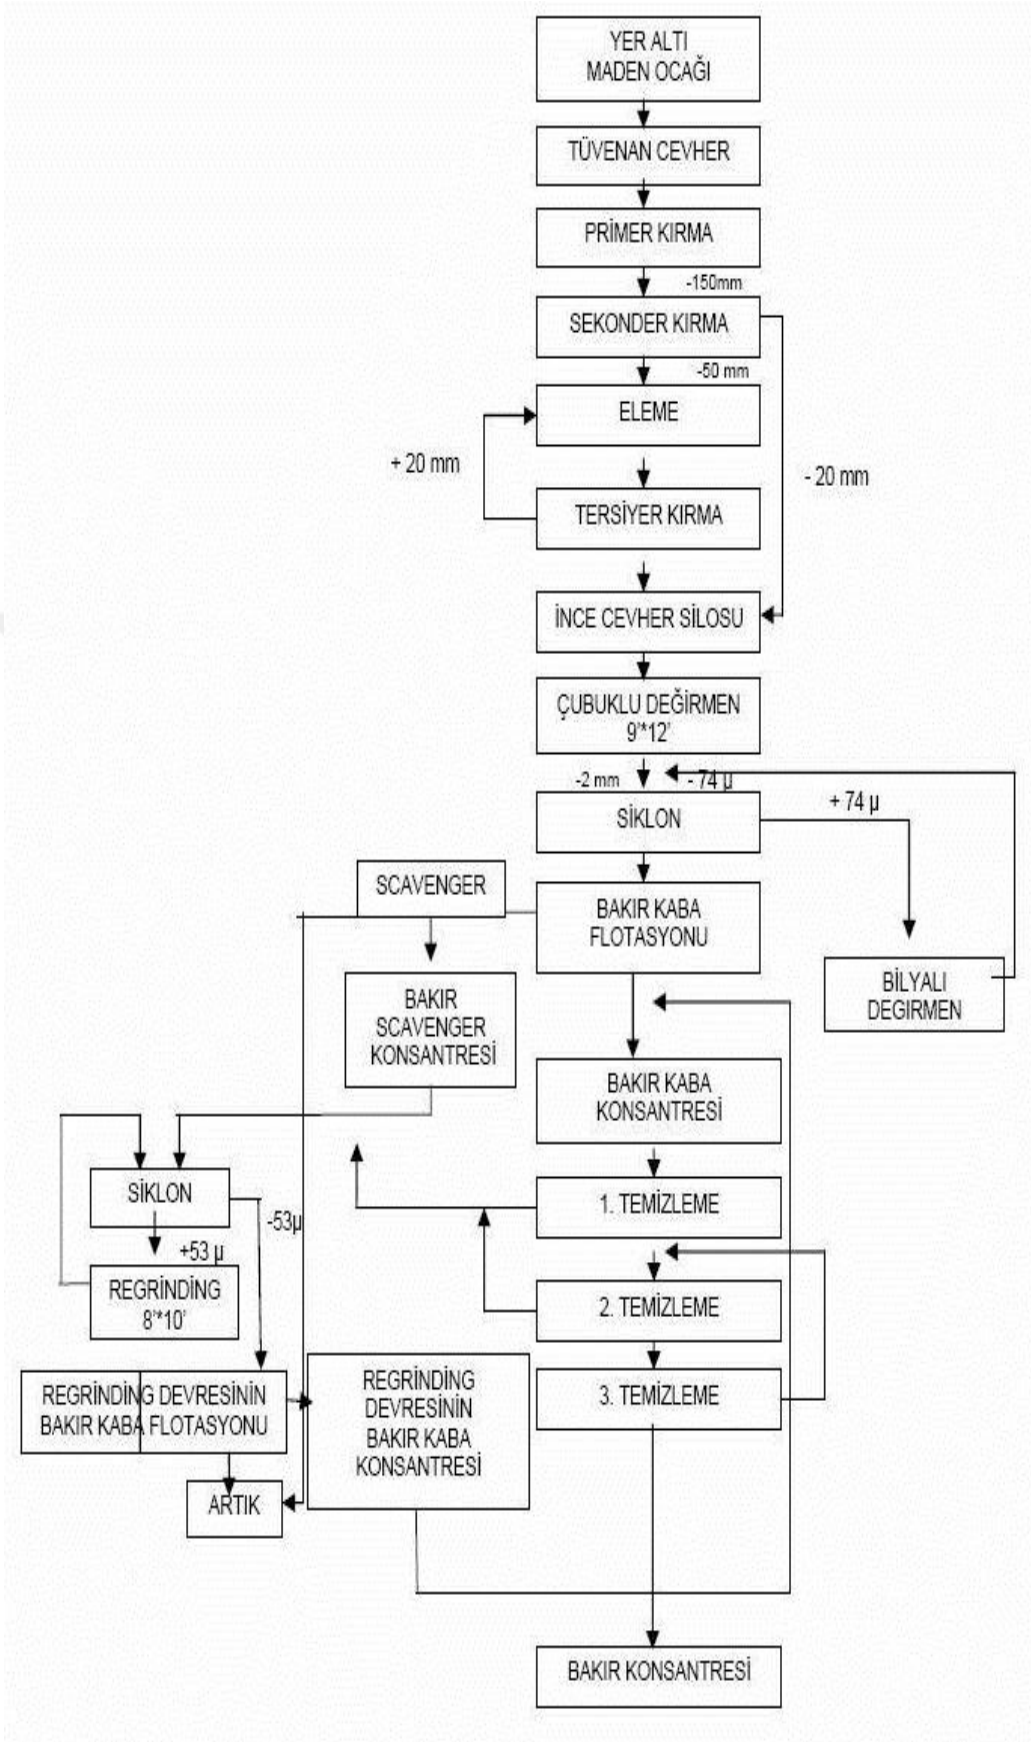 YER ALTI
MADEN OCAĞI
TÜVENAN CEVHER
PRİMER KIRMA
-150mm
SEKONDER KIRMA
-50 mm
ELEME
+ 20 mm
- 20 mm
TERSİYER KIRMA
İNCE CEVHER SİLOSU
ÇUBUKLU DEĞİRMEN
9'*12'
-2 mm
- 74 µ
+ 74 µ
SİKLON
SCAVENGER
BAKIR KABA
FLOTASYONU
BİLYALI
DEGIRMEN
BAKIR
SCAVENGER
KONSANTRESİ
BAKIR KABA
KONSANTRESİ
SİKLON
-53µ
+53 µ
1. TEMİZLEME
REGRİNDİNG
8'*10'
2. TEMİZLEME
REGRİNDİNG DEVRESİNİN
BAKIR KABA FLOTASYONU
REGRİNDİNG
DEVRESİNİN
BAKIR KABA
KONSANTRESİ
3. TEMİZLEME
ARTIK
BAKIR KONSANTRESİ